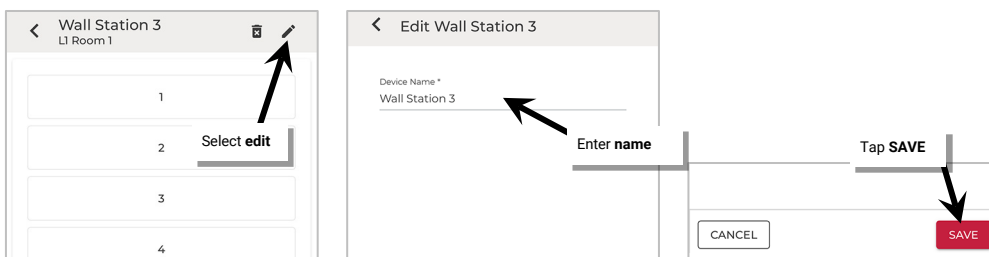 Wall Station 3
L1 Room 1
1
2
3
4
Select edit
Edit Wall Station 3
Device Name *
Wall Station 3
Enter name
Tap SAVE
CANCEL
SAVE